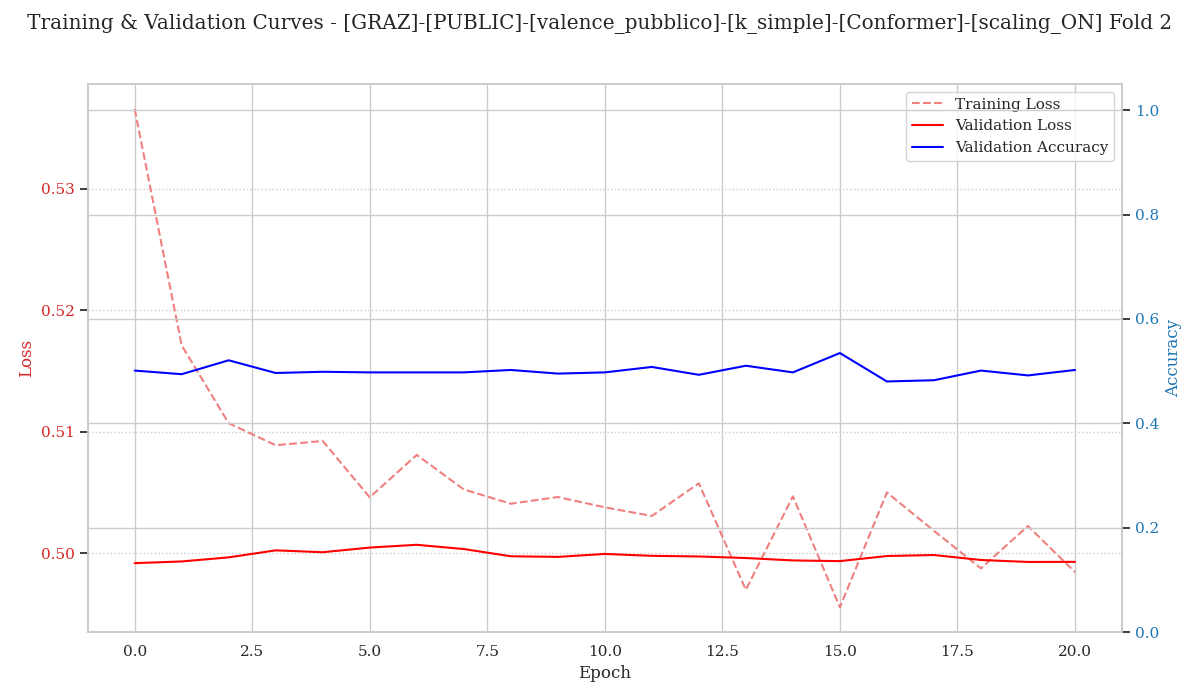 Training & Validation Curves - [GRAZ]-[PUBLIC]-[valence_pubblico]-[k_simple]-[Conformer]-[scaling_ON] Fold 2
Training Loss
Validation Loss
Validation Accuracy
Loss
0.53
0.52
0.51
0.50
1.0
0.8
0.6
0.4
0.2
0.0
Accuracy
0.0 2.5 5.0 7.5 10.0 12.5 15.0 17.5 20.0
Epoch